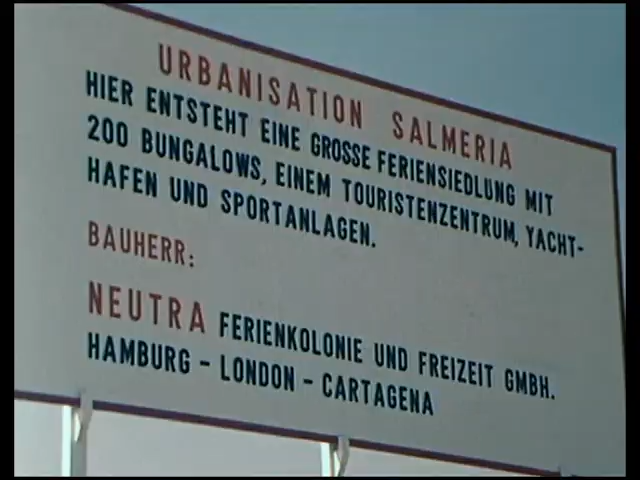 URBANISATION SALMERIA
HIER ENTSTEHT EINE GROSSE FERIENSIEDLUNG MIT
200 BUNGALOWS, EINEM TOURISTENZENTRUM, YACHT-
HAFEN UND SPORTANLAGEN.
BAUHERR:
NEUTRA FERIENKOLONIE UND FREIZEIT GMBH.
HAMBURG - LONDON - CARTAGENA